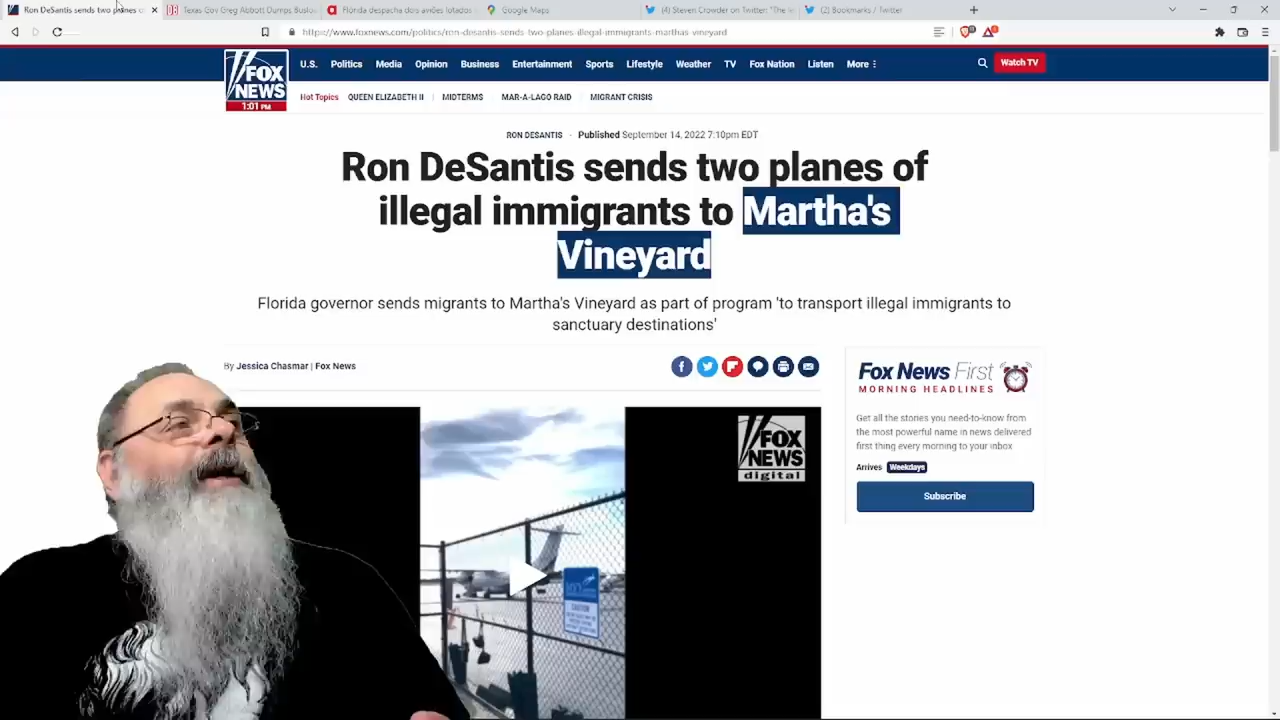 Ron DeSantis sends two planes o
Texas Gov Greg Abbott Dumps Buslo
Flórida despacha dois aviões lotados
Google Maps
(4) Steven Crowder on Twitter: "The
(2) Bookmarks / Twitter
https://www.foxnews.com/politics/ron-desantis-sends-two-planes-illegal-immigrants-marthas-vineyard
FOX
NEWS
1:01 PM
U.S. Politics Media Opinion Business Entertainment Sports Lifestyle Weather TV Fox Nation Listen More
Watch TV
Hot Topics QUEEN ELIZABETH II MIDTERMS MAR-A-LAGO RAID MIGRANT CRISIS
RON DESANTIS · Published September 14, 2022 7:10pm EDT
Ron DeSantis sends two planes of
illegal immigrants to Martha's
Vineyard
Florida governor sends migrants to Martha's Vineyard as part of program 'to transport illegal immigrants to
sanctuary destinations'
By Jessica Chasmar | Fox News
FOX
NEWS
digital
CAUTION
Fox News First
MORNING HEADLINES
Get all the stories you need-to-know from
the most powerful name in news delivered
first thing every morning to your inbox
Arrives Weekdays
Subscribe